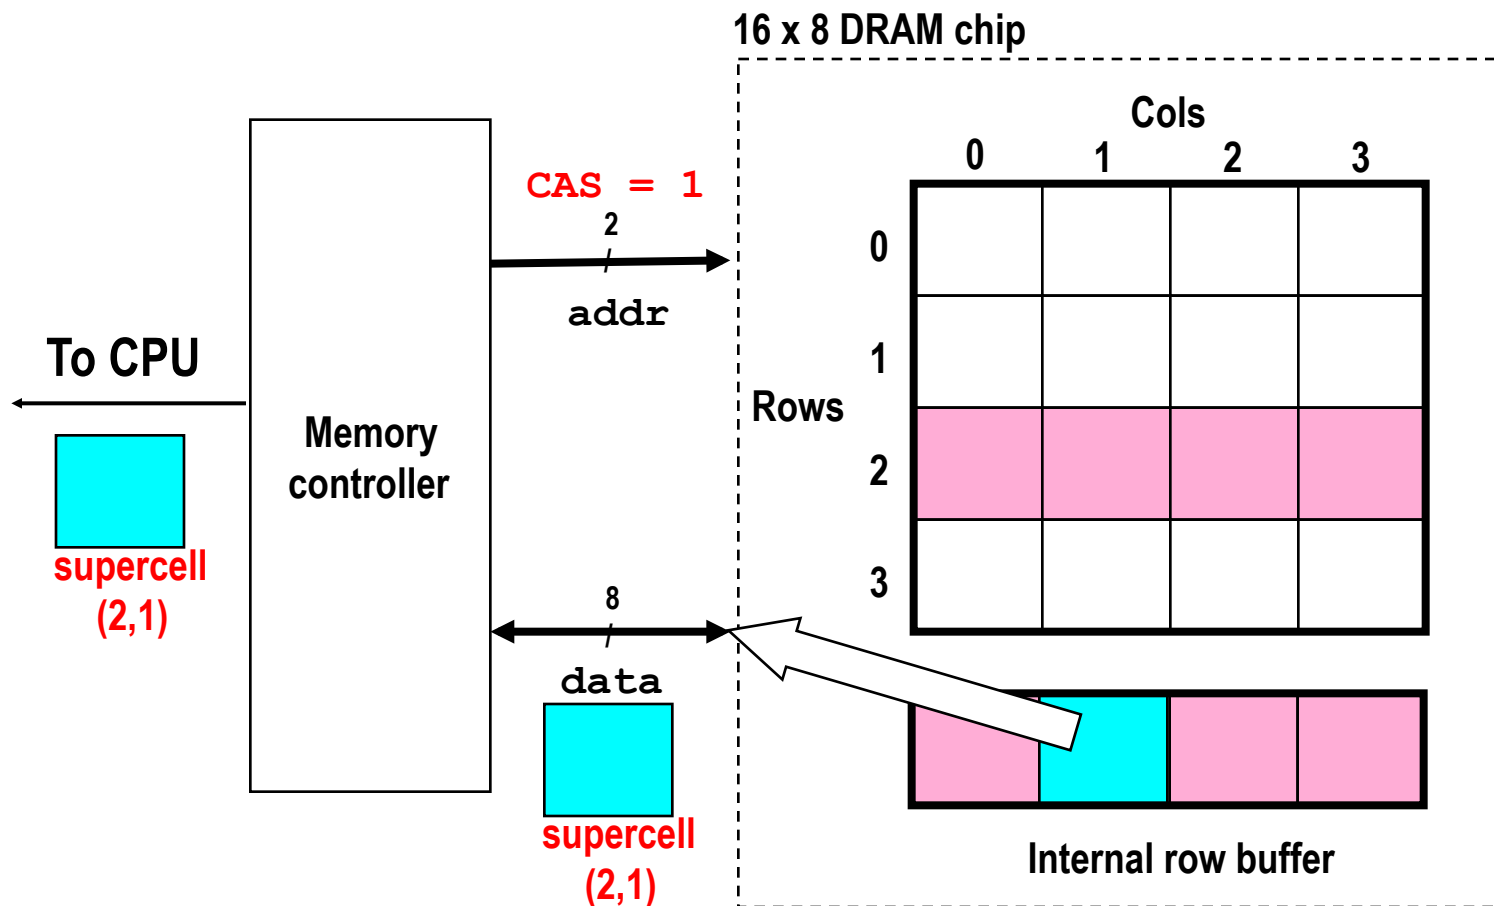 16 x 8 DRAM chip
Cols
0 1 2 3
CAS = 1
2
addr
0
1
2
3
Rows
To CPU
Memory
controller
supercell
(2,1)
8
data
supercell
(2,1)
Internal row buffer